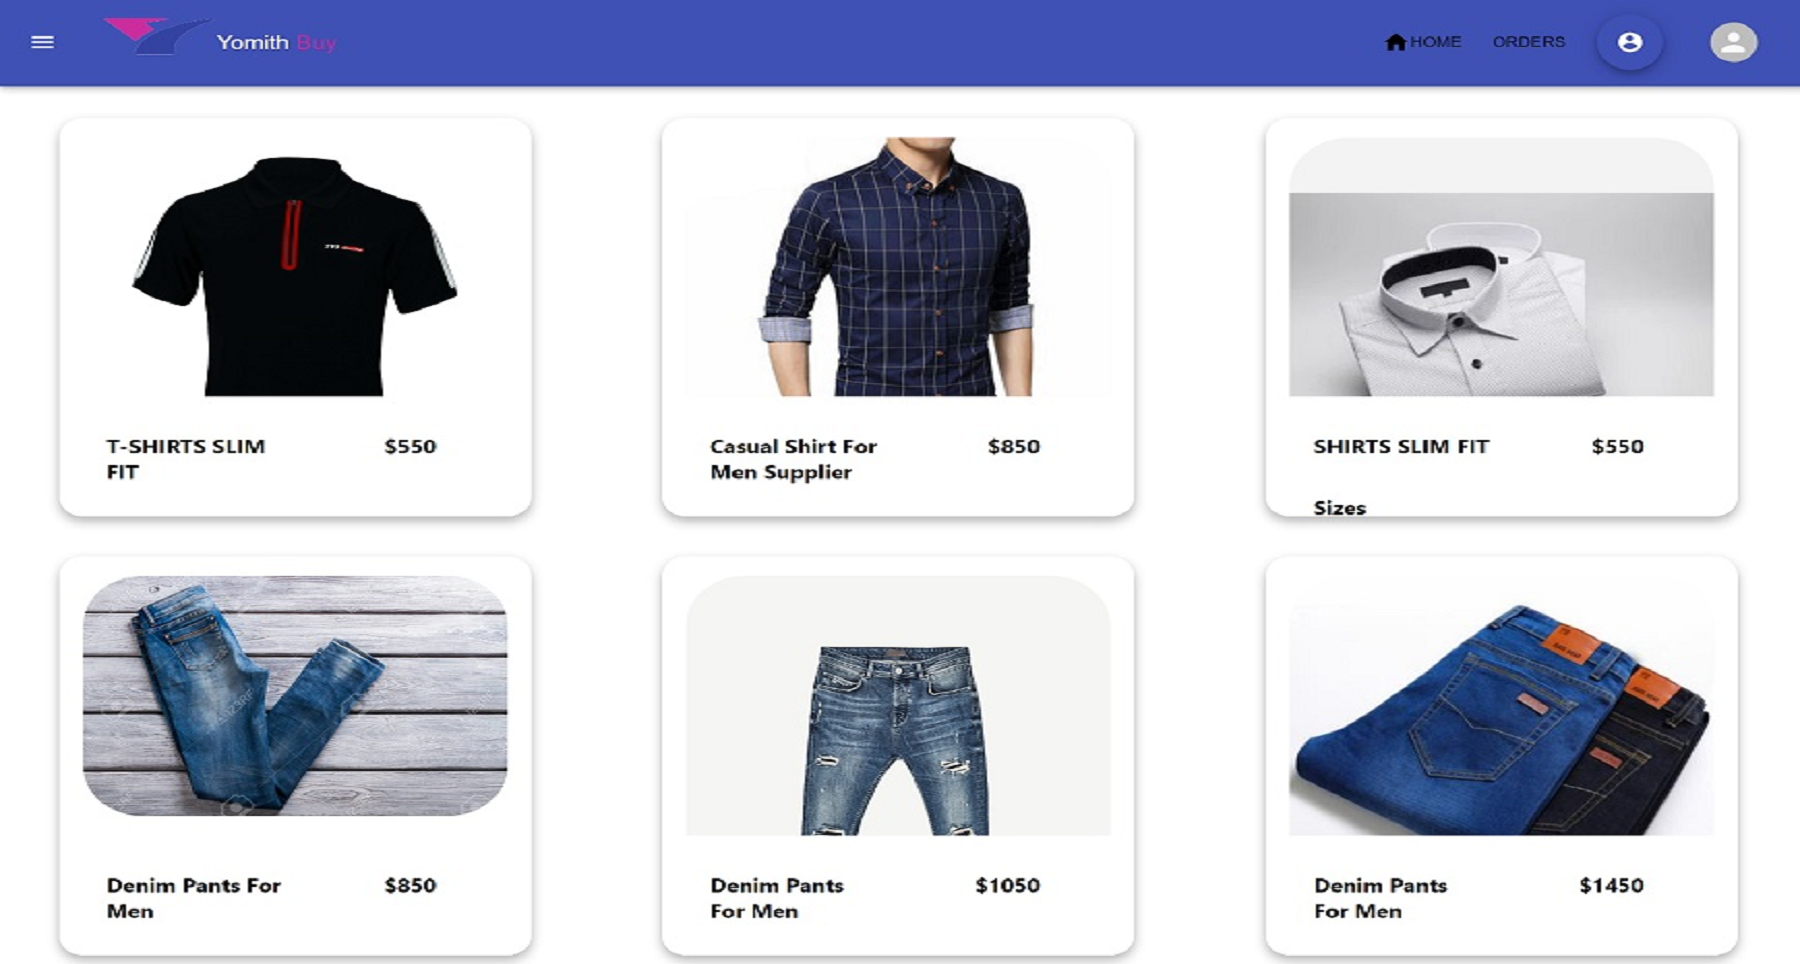 Yomith Buy
HOME
ORDERS
T-SHIRTS SLIM
FIT
$550
Casual Shirt For
Men Supplier
$850
SHIRTS SLIM FIT
$550
Sizes
Denim Pants For
Men
$850
Denim Pants
For Men
$1050
Denim Pants
For Men
$1450